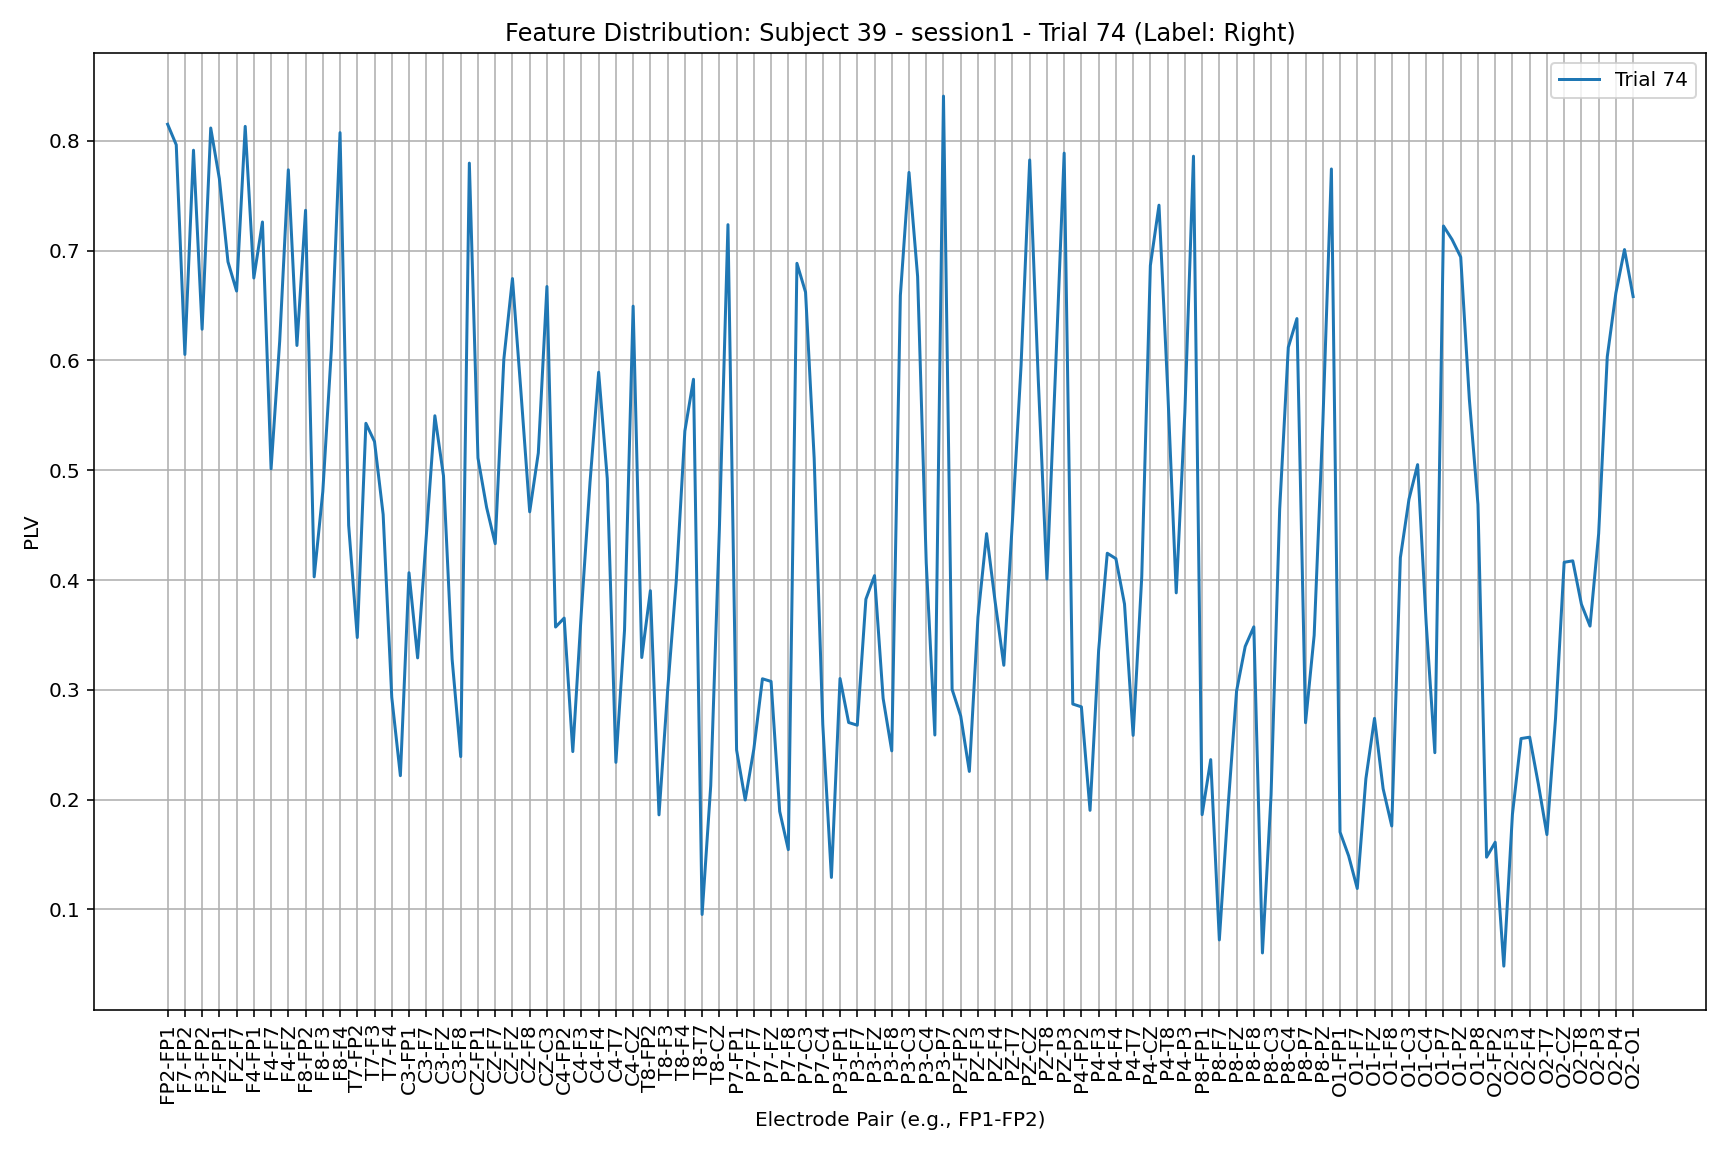 Feature Distribution: Subject 39 - session1 - Trial 74 (Label: Right)
Trial 74
PLV
0.8
0.7
0.6
0.5
0.4
0.3
0.2
0.1
FP2-FP1
F7-FP2
F3-FP2
FZ-FP1
FZ-F7
F4-FP1
F4-F7
F4-FZ
F8-FP2
F8-F3
F8-F4
T7-FP2
T7-F3
T7-F4
C3-FP1
C3-F7
C3-FZ
C3-F8
CZ-FP1
CZ-F7
CZ-FZ
CZ-F8
CZ-C3
C4-FP2
C4-F3
C4-F4
C4-T7
C4-CZ
T8-FP2
T8-F3
T8-F4
T8-T7
T8-CZ
P7-FP1
P7-F7
P7-FZ
P7-F8
P7-C3
P7-C4
P3-FP1
P3-F7
P3-FZ
P3-F8
P3-C3
P3-C4
P3-P7
PZ-FP2
PZ-F3
PZ-F4
PZ-T7
PZ-CZ
PZ-T8
PZ-P3
P4-FP2
P4-F3
P4-F4
P4-T7
P4-CZ
P4-T8
P4-P3
P8-FP1
P8-F7
P8-FZ
P8-F8
P8-C3
P8-C4
P8-P7
P8-PZ
O1-FP1
O1-F7
O1-FZ
O1-F8
O1-C3
O1-C4
O1-P7
O1-PZ
O1-P8
O2-FP2
O2-F3
O2-F4
O2-T7
O2-CZ
O2-T8
O2-P3
O2-P4
O2-O1
Electrode Pair (e.g., FP1-FP2)